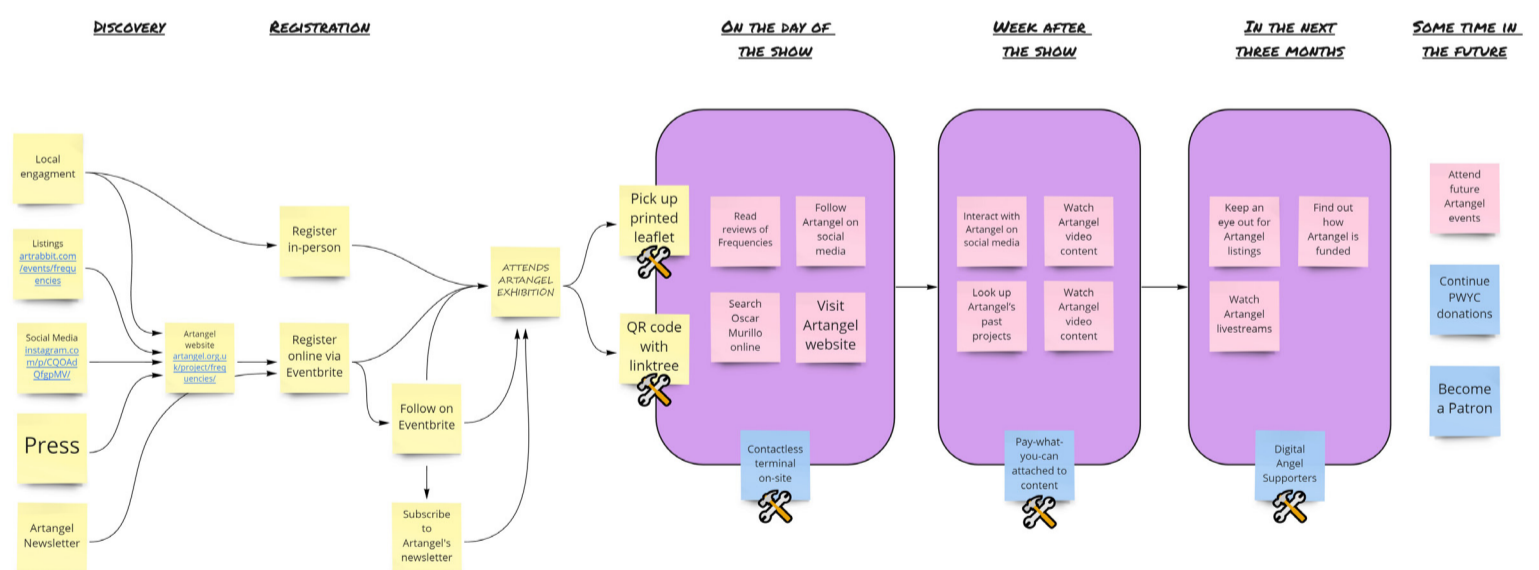 DISCOVERY
REGISTRATION
ON THE DAY OF
THE SHOW
WEEK AFTER
THE SHOW
IN THE NEXT
THREE MONTHS
SOME TIME IN
THE FUTURE
Local
engagment
Listings
artrabbit.com
/events/frequ
encies
Social Media
instagram.co
m/p/CQOAd
QfgpMV/
Press
Artangel
Newsletter
Artangel
website
artangel.org.u
k/project/freq
uencies/
Register
in-person
Register
online via
Eventbrite
Follow on
Eventbrite
Subscribe
to
Artangel's
newsletter
ATTENDS
ARTANGEL
EXHIBITION
Pick up
printed
leaflet
QR code
with
linktree
Read
reviews of
Frequencies
Follow
Artangel on
social
media
Search
Oscar
Murillo
online
Visit
Artangel
website
Contactless
terminal
on-site
Interact with
Artangel on
social media
Watch
Artangel
video
content
Look up
Artangel's
past
projects
Watch
Artangel
video
content
Pay-what-
you-can
attached to
content
Keep an
eye out for
Artangel
listings
Find out
how
Artangel is
funded
Watch
Artangel
livestreams
Digital
Angel
Supporters
Attend
future
Artangel
events
Continue
PWYC
donations
Become
a Patron